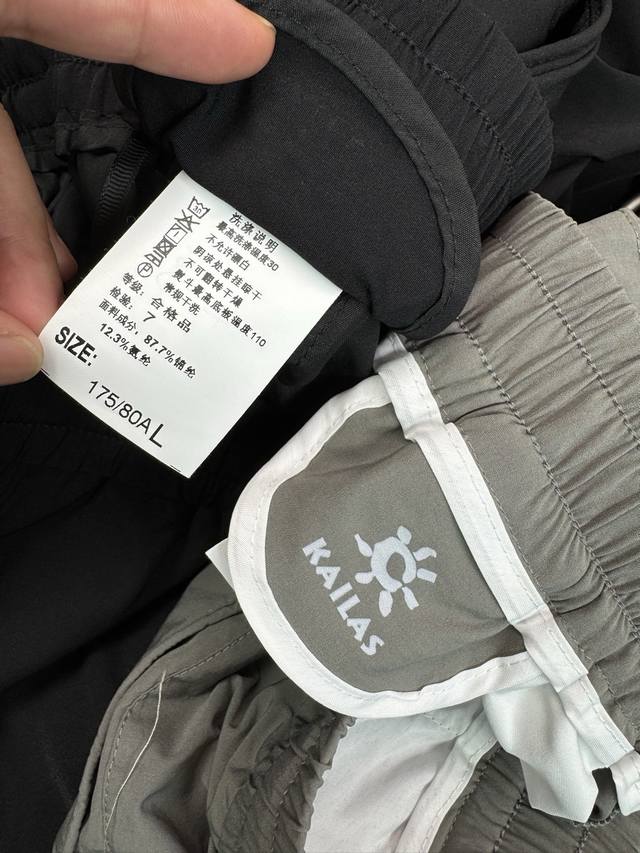 洗涤说明
最高洗涤温度30
不允许漂白
阴凉处悬挂晾干
不可翻转干燥
熨斗最高底板温度110
常规干洗
等级：合格品
检验：7
面料成分：87.7%锦纶
12.3%氨纶
SIZE:
175/80A L
KAILAS